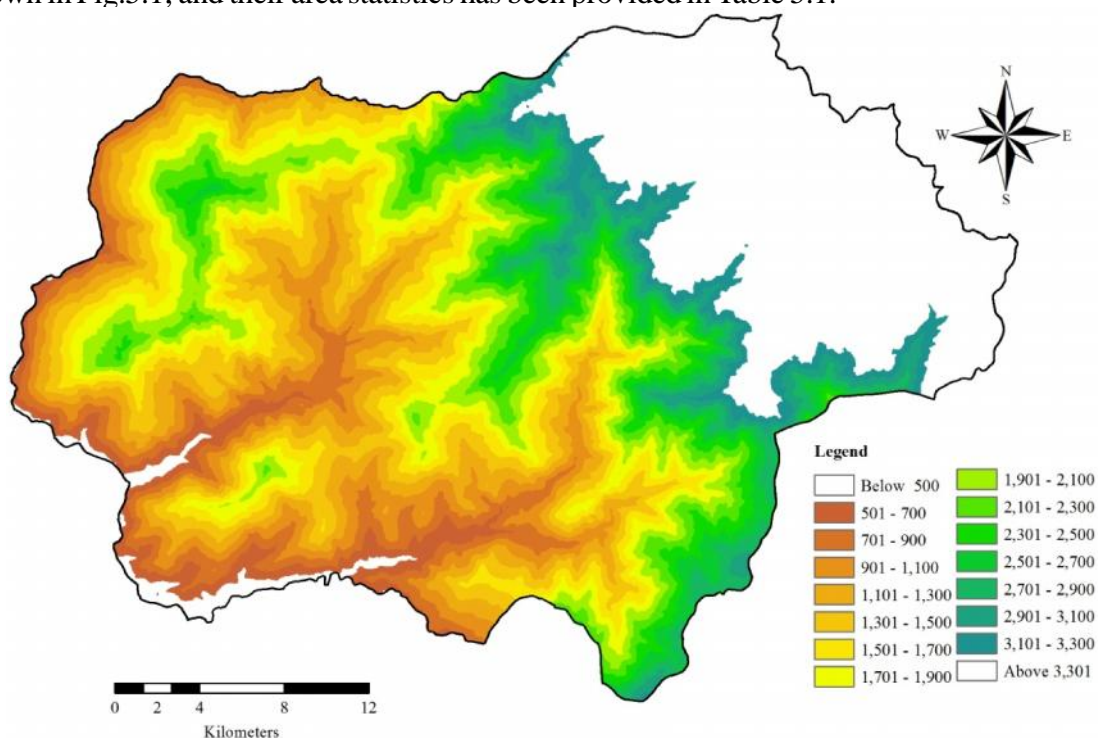 own in Fig.5.1, and their area statistics has been provided in Table 5.1.
N
W E
S
Legend
Below 500
501 - 700
701 - 900
901 - 1,100
1,101 - 1,300
1,301 - 1,500
1,501 - 1,700
1,701 - 1,900
1,901 - 2,100
2,101 - 2,300
2,301 - 2,500
2,501 - 2,700
2,701 - 2,900
2,901 - 3,100
3,101 - 3,300
Above 3,301
0 2 4 8 12
Kilometers